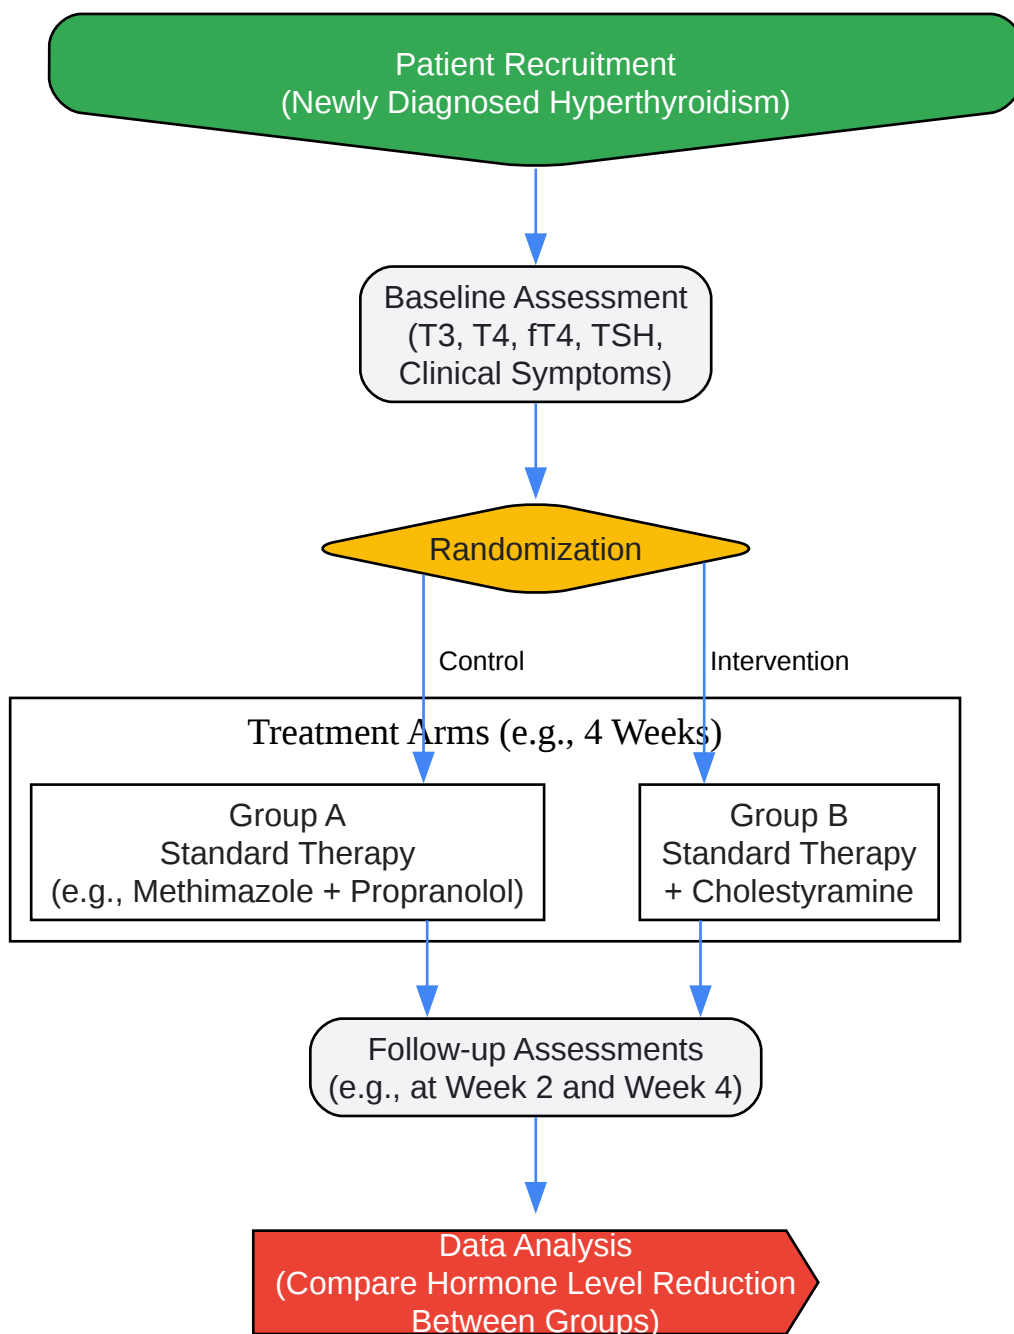 Patient Recruitment
(Newly Diagnosed Hyperthyroidism)
Baseline Assessment
(T3, T4, fT4, TSH,
Clinical Symptoms)
Randomization
Control
Intervention
Treatment Arms (e.g., 4 Weeks)
Group A
Standard Therapy
(e.g., Methimazole + Propranolol)
Group B
Standard Therapy
+ Cholestyramine
Follow-up Assessments
(e.g., at Week 2 and Week 4)
Data Analysis
(Compare Hormone Level Reduction
Between Groups)